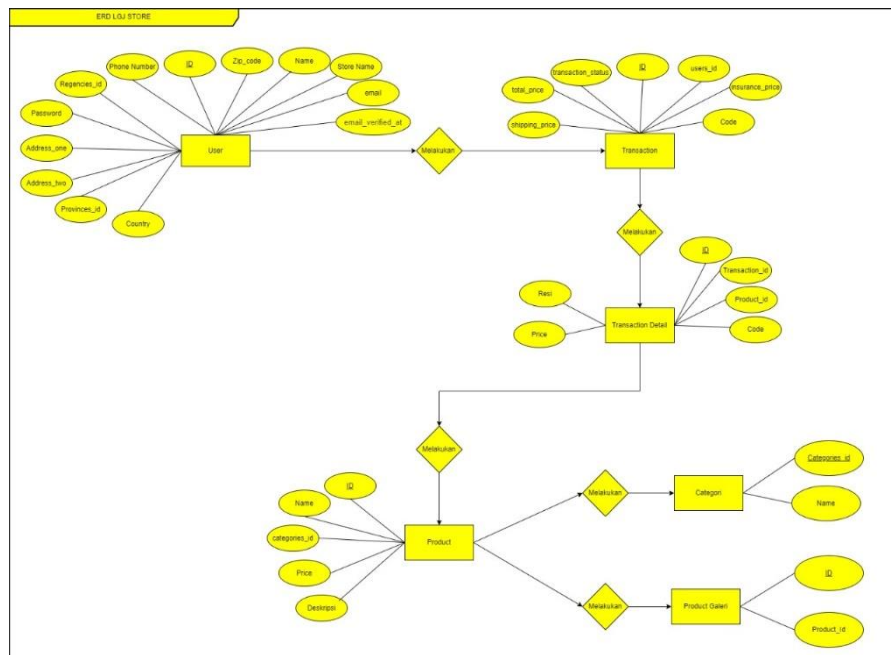 ERD LGJ STORE
Phone Number
ID
Zip_code
Name
Store Name
Regencies_id
email
Password
email_verified_at
Address_one
User
Address_two
Provinces_id
Country
Melakukan
transaction_status
ID
users_id
total_price
insurance_price
shipping_price
Code
Transaction
Melakukan
ID
Transaction_id
Resi
Product_id
Price
Transaction Detail
Code
Melakukan
ID
Name
categories_id
Product
Price
Deskripsi
Melakukan
Categori
Categories_id
Name
Melakukan
Product Galeri
ID
Product_id